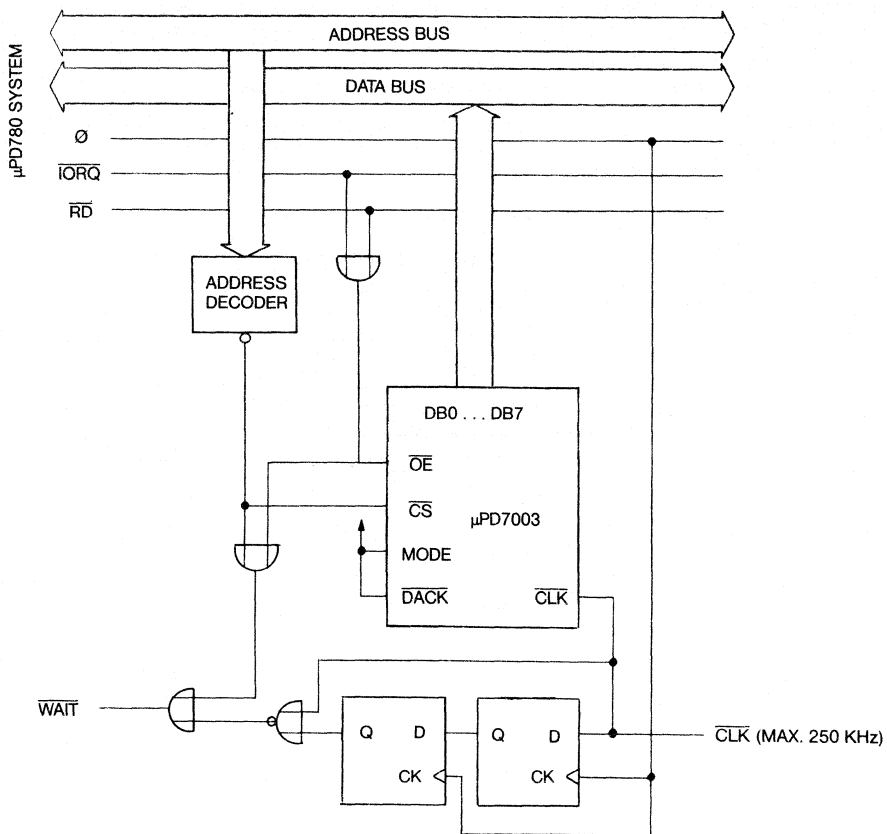 ADDRESS BUS
µPD780 SYSTEM
DATA BUS
Ø
IORQ
RD
ADDRESS
DECODER
DB0 . . . DB7
OE
CS
µPD7003
MODE
DACK
CLK
WAIT
Q D
Q D
CLK (MAX. 250 KHz)
CK
CK